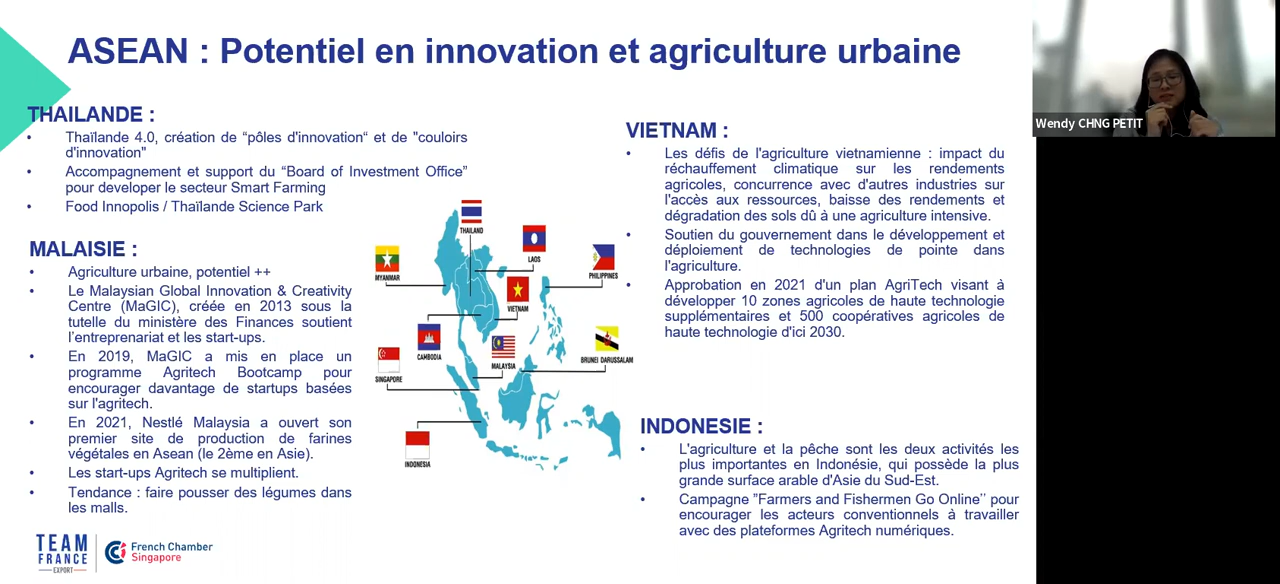 ASEAN : Potentiel en innovation et agriculture urbaine
THAILANDE :
• Thaïlande 4.0, création de “pôles d'innovation“ et de "couloirs
d'innovation"
• Accompagnement et support du “Board of Investment Office”
pour developer le secteur Smart Farming
• Food Innopolis / Thaïlande Science Park
MALAISIE :
• Agriculture urbaine, potentiel ++
• Le Malaysian Global Innovation & Creativity
Centre (MaGIC), créée en 2013 sous la
tutelle du ministère des Finances soutient
l’entreprenariat et les start-ups.
• En 2019, MaGIC a mis en place un
programme Agritech Bootcamp pour
encourager davantage de startups basées
sur l'agritech.
• En 2021, Nestlé Malaysia a ouvert son
premier site de production de farines
végétales en Asean (le 2ème en Asie).
• Les start-ups Agritech se multiplient.
• Tendance : faire pousser des légumes dans
les malls.
THAILAND
LAOS
MYANMAR
PHILIPPINES
VIETNAM
CAMBODIA
MALAYSIA
BRUNEI DARUSSALAM
SINGAPORE
INDONESIA
VIETNAM :
• Les défis de l'agriculture vietnamienne : impact du
réchauffement climatique sur les rendements
agricoles, concurrence avec d'autres industries sur
l'accès aux ressources, baisse des rendements et
dégradation des sols dû à une agriculture intensive.
• Soutien du gouvernement dans le développement et
déploiement de technologies de pointe dans
l'agriculture.
• Approbation en 2021 d'un plan AgriTech visant à
développer 10 zones agricoles de haute technologie
supplémentaires et 500 coopératives agricoles de
haute technologie d'ici 2030.
INDONESIE :
• L'agriculture et la pêche sont les deux activités les
plus importantes en Indonésie, qui possède la plus
grande surface arable d'Asie du Sud-Est.
• Campagne ”Farmers and Fishermen Go Online’’ pour
encourager les acteurs conventionnels à travailler
avec des plateformes Agritech numériques.
TEAM
FRANCE
EXPORT
French Chamber
Singapore
Wendy CHNG PETIT